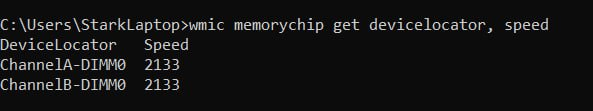 C:\Users\StarkLaptop>wmic memorychip get devicelocator, speed
DeviceLocator  Speed
ChannelA-DIMM0  2133
ChannelB-DIMM0  2133